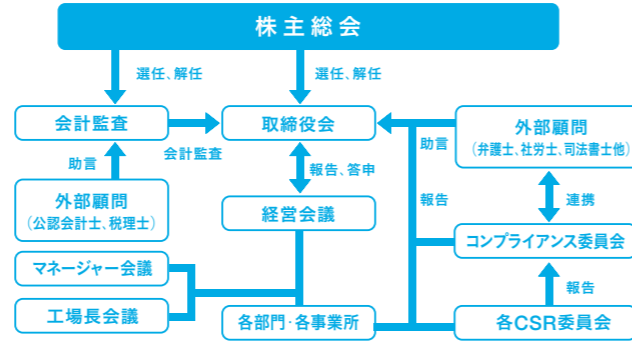 株主総会
選任、解任
選任、解任
会計監査
会計監査
取締役会
助言
外部顧問
(弁護士、社労士、司法書士他)
助言
外部顧問
(公認会計士、税理士)
報告、答申
経営会議
報告
連携
コンプライアンス委員会
マネージャー会議
工場長会議
各部門・各事業所
報告
各CSR委員会